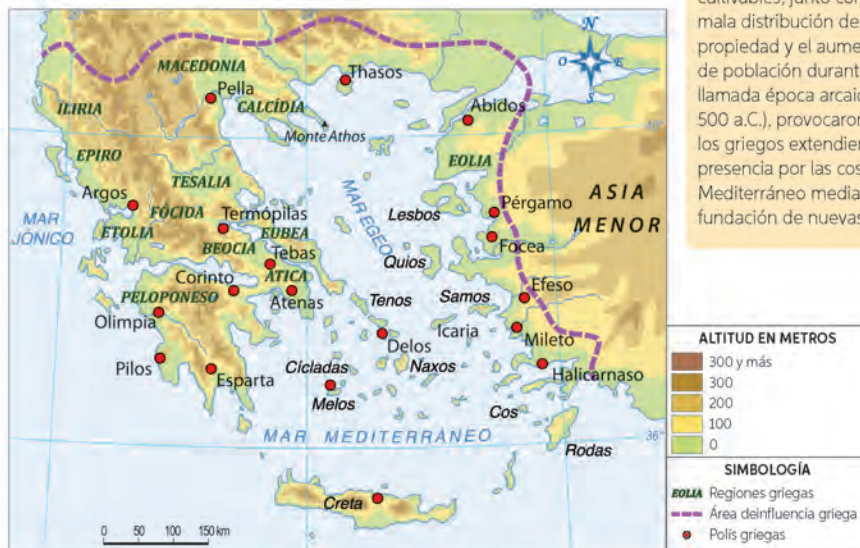 cultivables, junto con
mala distribución de
propiedad y el aumen
de población durant
llamada época arcaic
500 a.C.), provocaron
los griegos extendier
presencia por las cos
Mediterráneo media
fundación de nuevas
N
O
E
S
MACEDONIA
Thasos
Pella
CALCÍDIA
Abidos
ILIRIA
Monte Athos
EPIRO
EOLIA
TESALIA
ASIA
MENOR
Argos
MAR EGEO
Lesbos
Pérgamo
MAR
JÓNICO
FÓCIDA
Termópilas
ETOLIA
EUBEA
BEOCIA
Focea
Tebas
Quios
Corinto
ÁTICA
Efeso
PELOPONESO
Atenas
Tenos
Samos
Olimpia
Icaria
Mileto
Delos
Pilos
Esparta
Cícladas
Naxos
Halicarnaso
Melos
Cos
MAR MEDITERRÁNEO
36°
Rodas
Creta
0 50 100 150 km
ALTITUD EN METROS
300 y más
300
200
100
0
SIMBOLOGÍA
EOLIA Regiones griegas
Área deinfluencía griega
Polis griegas